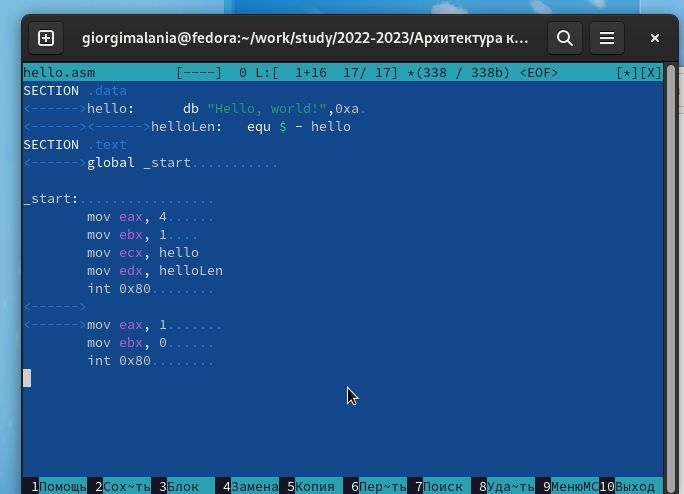 giorgimalania@fedora:~/work/study/2022-2023/Архитектура к...
hello.asm [----] 0 L:[ 1+16 17/ 17] *(338 / 338b) <EOF> [*][X]
SECTION .data
<------>hello: db "Hello, world!",0xa.
<------><------>helloLen: equ $ - hello
SECTION .text
<------>global _start...........
_start:.................
mov eax, 4......
mov ebx, 1....
mov ecx, hello
mov edx, helloLen
int 0x80........
<------>
<------>mov eax, 1.......
mov ebx, 0.....
int 0x80........
1Помощь 2Сох~ть 3Блок 4Замена 5Копия 6Пер~ть 7Поиск 8Уда~ть 9МенюMC 10Выход